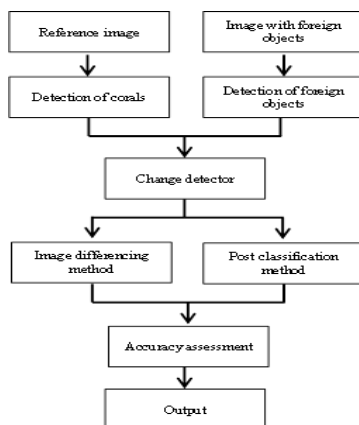 Reference image
Image with foreign
objects
Detection of corals
Detection of foreign
objects
Change detector
Image differencing
method
Post classification
method
Accuracy assessment
Output